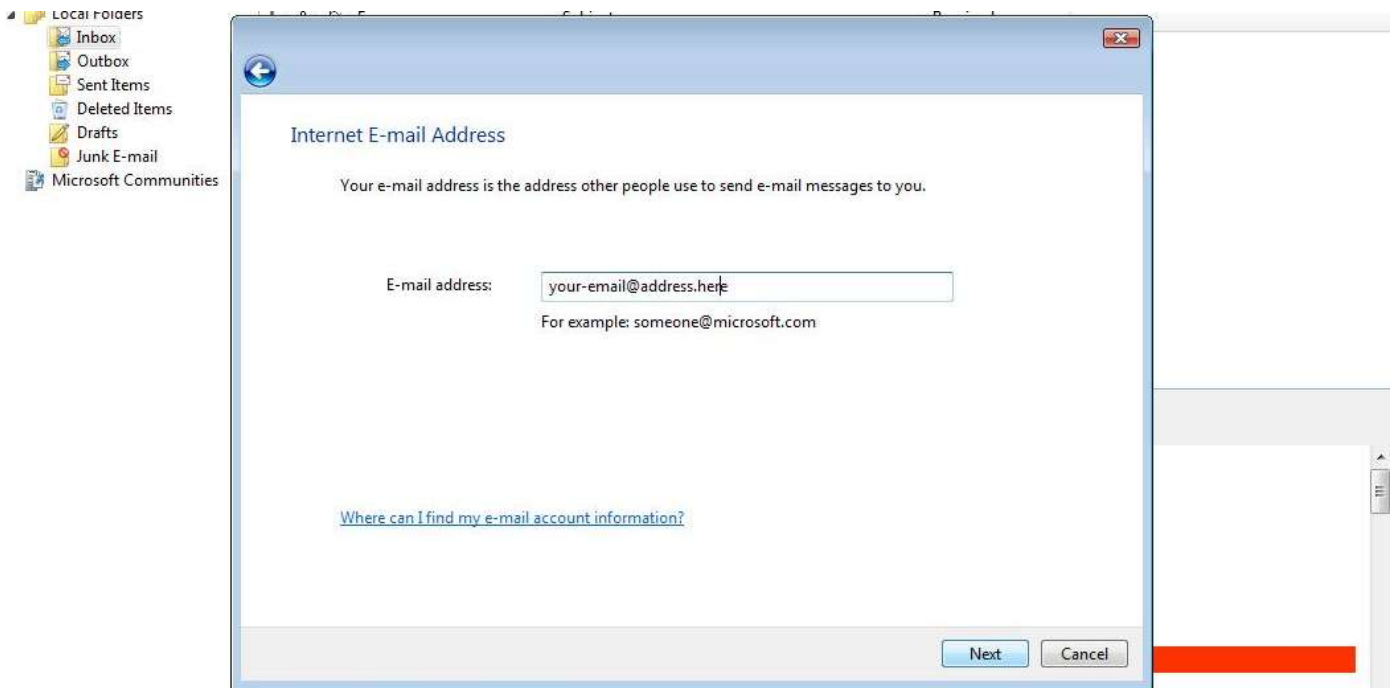 Local Folders
Inbox
Outbox
Sent Items
Deleted Items
Drafts
Junk E-mail
Microsoft Communities
Internet E-mail Address
Your e-mail address is the address other people use to send e-mail messages to you.
E-mail address: your-email@address.here
For example: someone@microsoft.com
Where can I find my e-mail account information?
Next Cancel